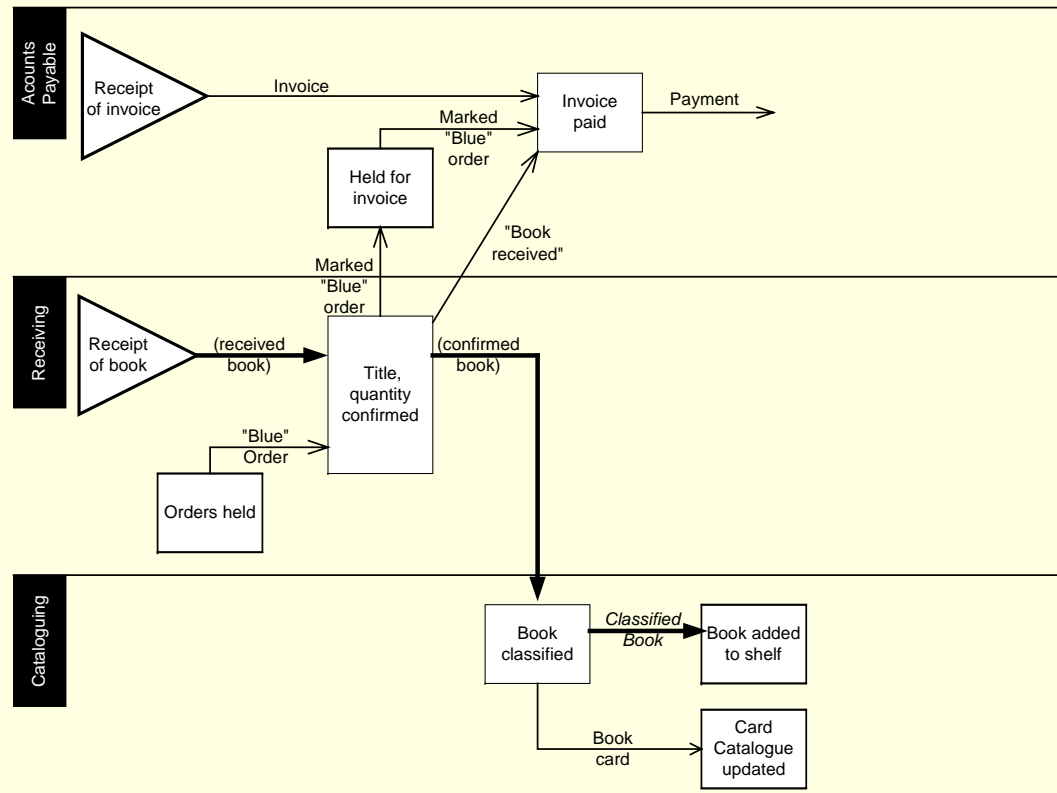 Acounts
Payable
Receipt
of invoice
Invoice
Invoice
paid
Payment
Marked
"Blue"
order
Held for
invoice
"Book
received"
Marked
"Blue"
order
Receiving
Receipt
of book
(received
book)
Title,
quantity
confirmed
(confirmed
book)
"Blue"
Order
Orders held
Cataloguing
Book
classified
Classified
Book
Book added
to shelf
Book
card
Card
Catalogue
updated